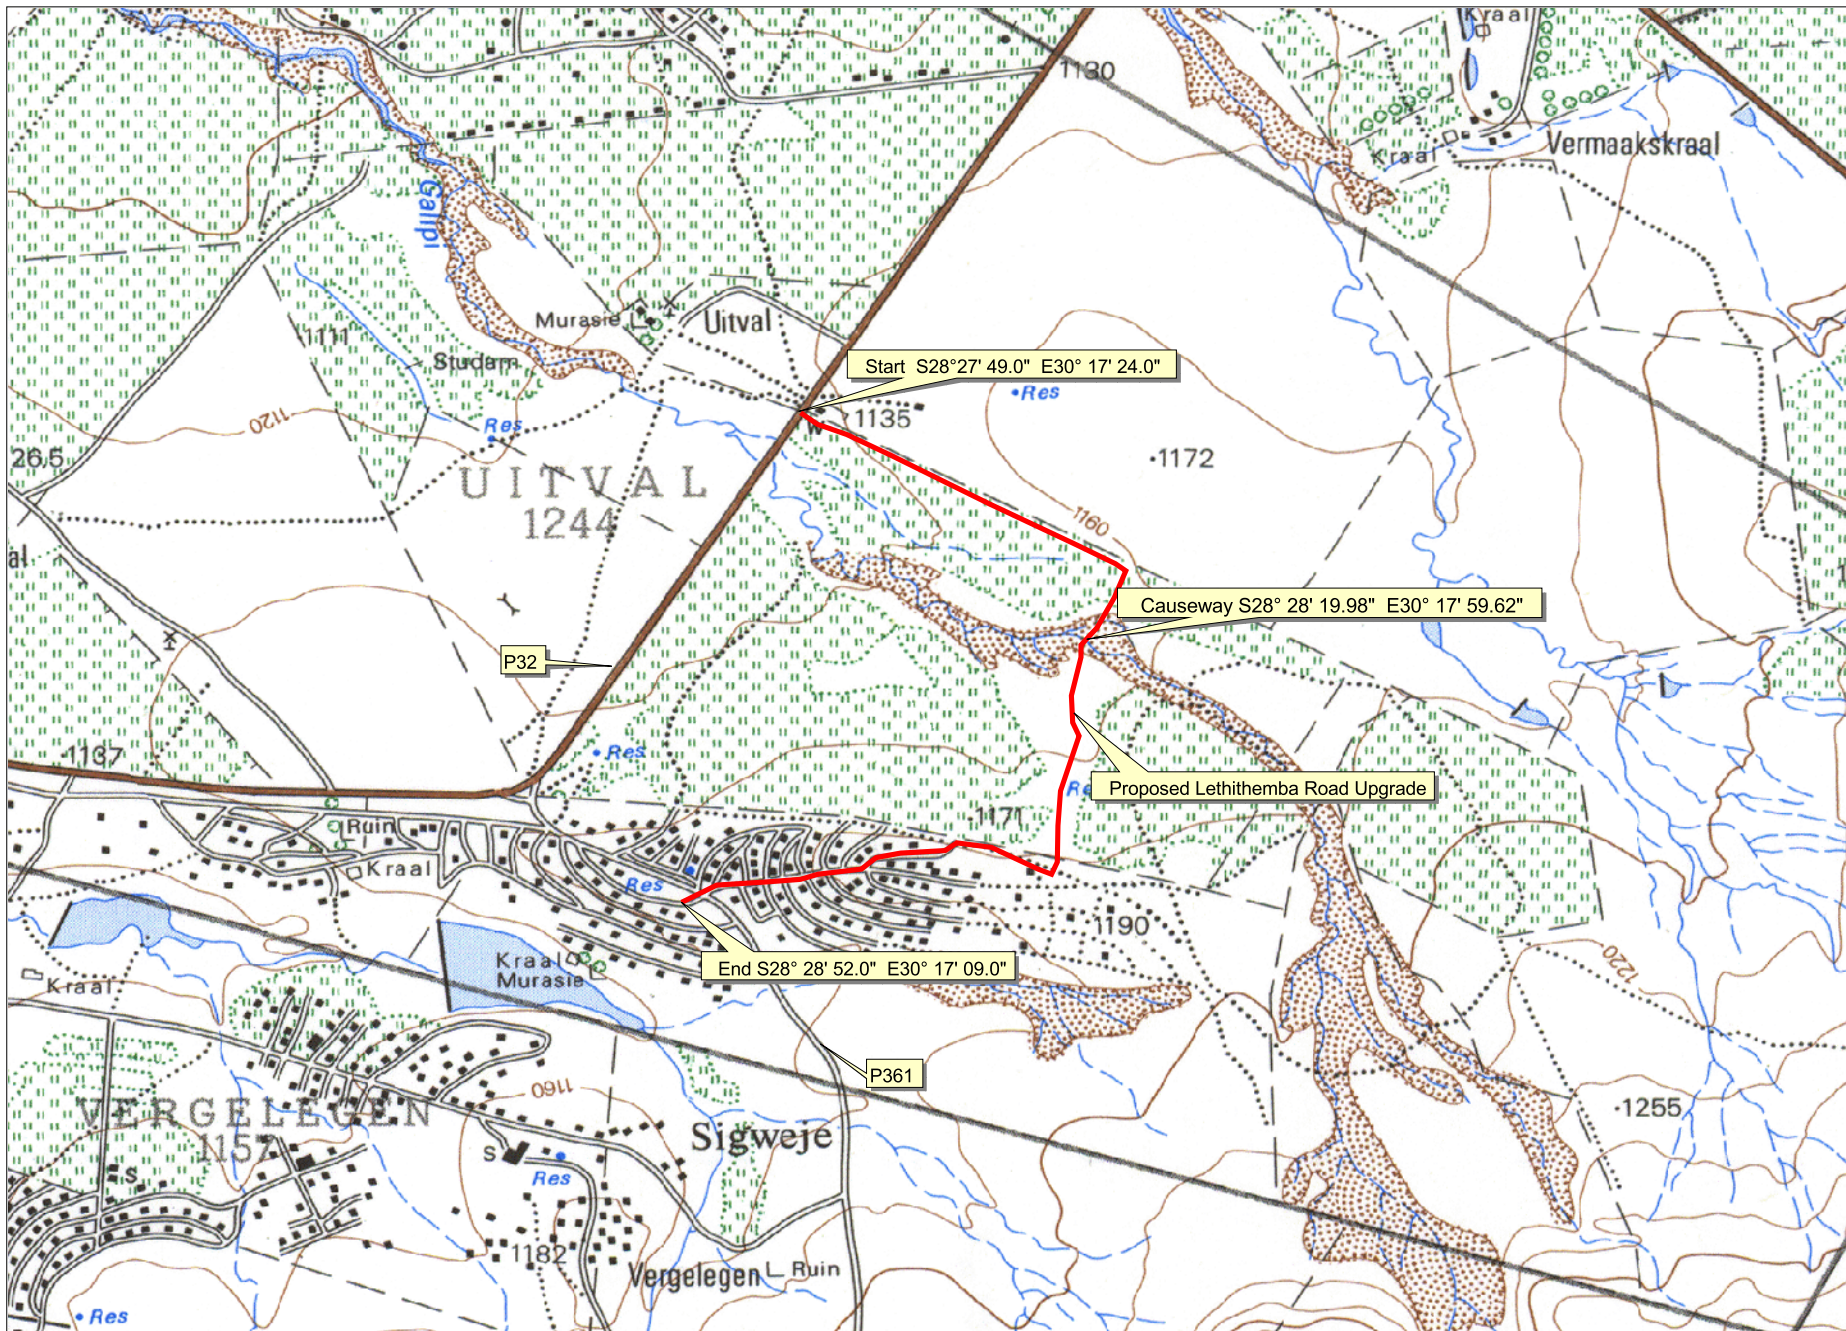 Kraal
1130
Vermaakskraal
Kraal
Gallpi
Murasie
Uitval
1111
Studam
Start S28°27' 49.0" E30° 17' 24.0"
Res
1120
Res
W
1135
26,5
1172
UITVAL
1244
1160
al
Causeway S28° 28' 19.98" E30° 17' 59.62"
P32
1137
Res
Proposed Lethithemba Road Upgrade
1171
Ruin
Kraal
Res
1190
Kraal
Murasie
End S28° 28' 52.0" E30° 17' 09.0"
1220
Kraal
P361
1160
VERGELEGEN
1157
Sigweje
1255
S
Res
S
1182
Vergelegen
Ruin
Res